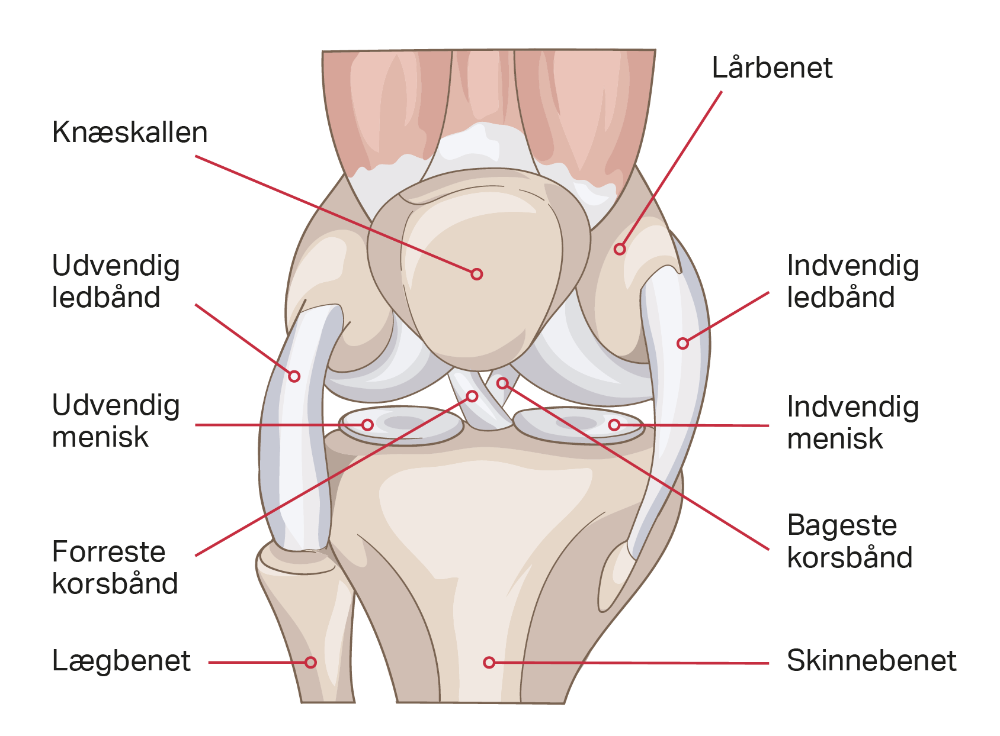 Lårbenet
Knæskallen
Udvendig
ledbånd
Indvendig
ledbånd
Udvendig
menisk
Indvendig
menisk
Forreste
korsbånd
Bageste
korsbånd
Lægbenet
Skinnebenet